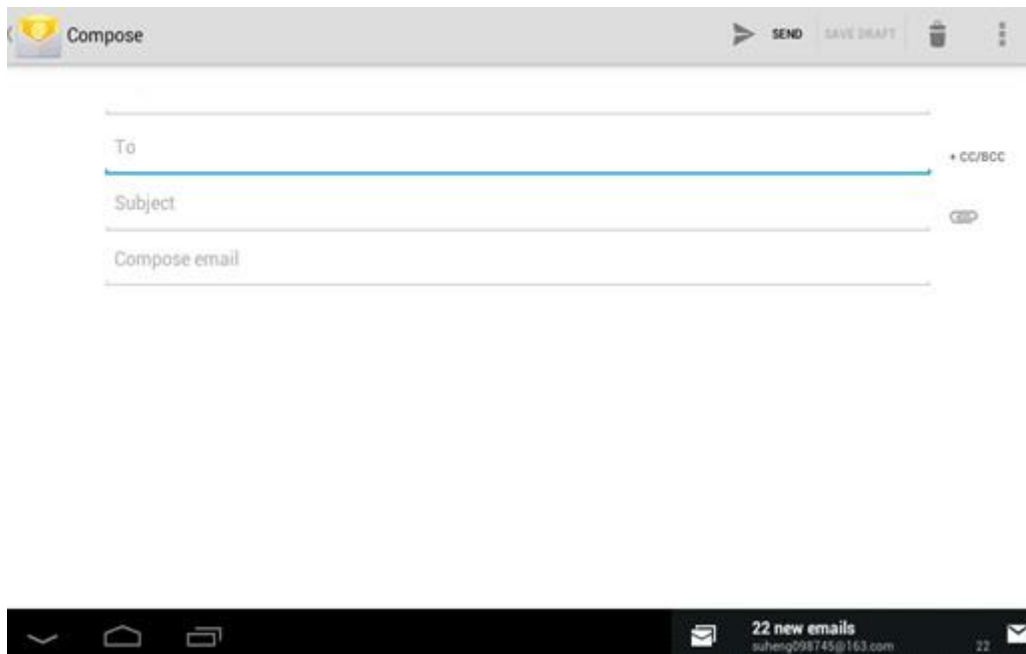 Compose
SEND
SAVE DRAFT
To
+ CC/BCC
Subject
Compose email
22 new emails
suheng098745@163.com
22